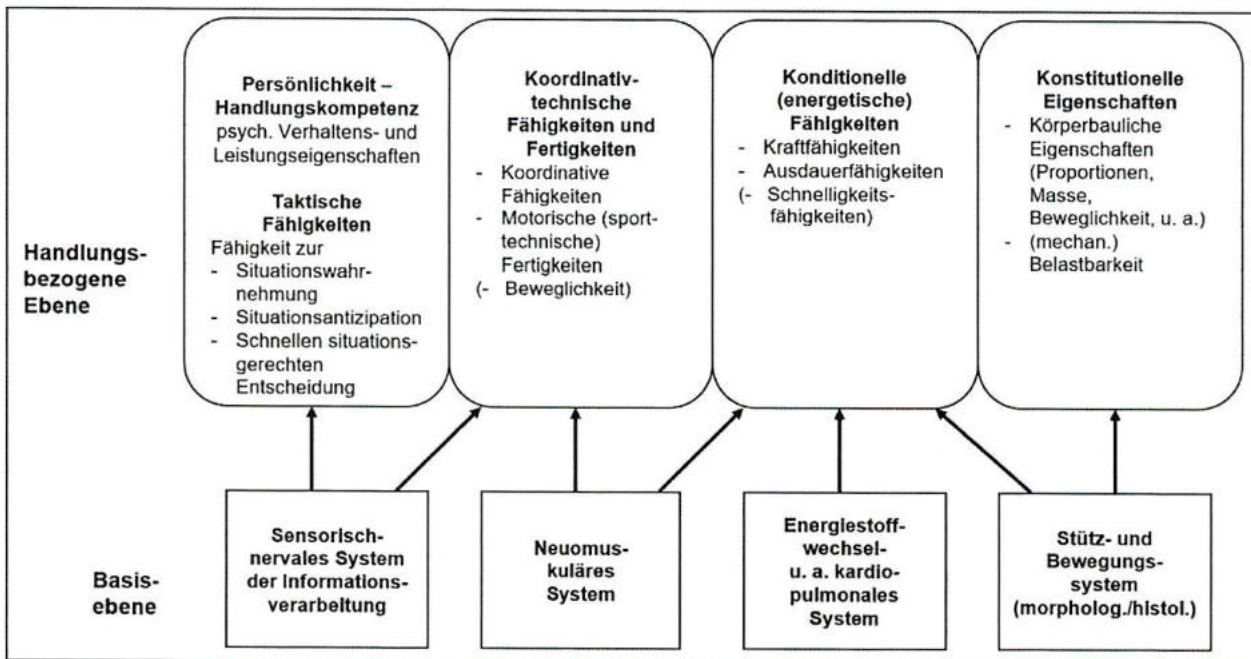 Persönlichkeit –
Handlungskompetenz
psych. Verhaltens- und
Leistungseigenschaften
Taktische
Fähigkeiten
Fähigkeit zur
- Situationswahr-
nehmung
- Situationsantizipation
- Schnellen situations-
gerechten
Entscheidung
Koordinativ-
technische
Fähigkeiten und
Fertigkeiten
- Koordinative
Fähigkeiten
- Motorische (sport-
technische)
Fertigkeiten
(- Beweglichkeit)
Konditionelle
(energetische)
Fähigkeiten
- Kraftfähigkeiten
- Ausdauerfähigkeiten
(- Schnelligkeits-
fähigkeiten)
Konstitutionelle
Eigenschaften
- Körperbauliche
Eigenschaften
(Proportionen,
Masse,
Beweglichkeit, u. a.)
- (mechan.)
Belastbarkeit
Handlungs-
bezogene
Ebene
Sensorisch-
nervales System
der Informations-
verarbeitung
Neuomus-
kuläres
System
Energiestoff-
wechsel-
u. a. kardio-
pulmonales
System
Stütz- und
Bewegungs-
system
(morpholog./histol.)
Basis-
ebene